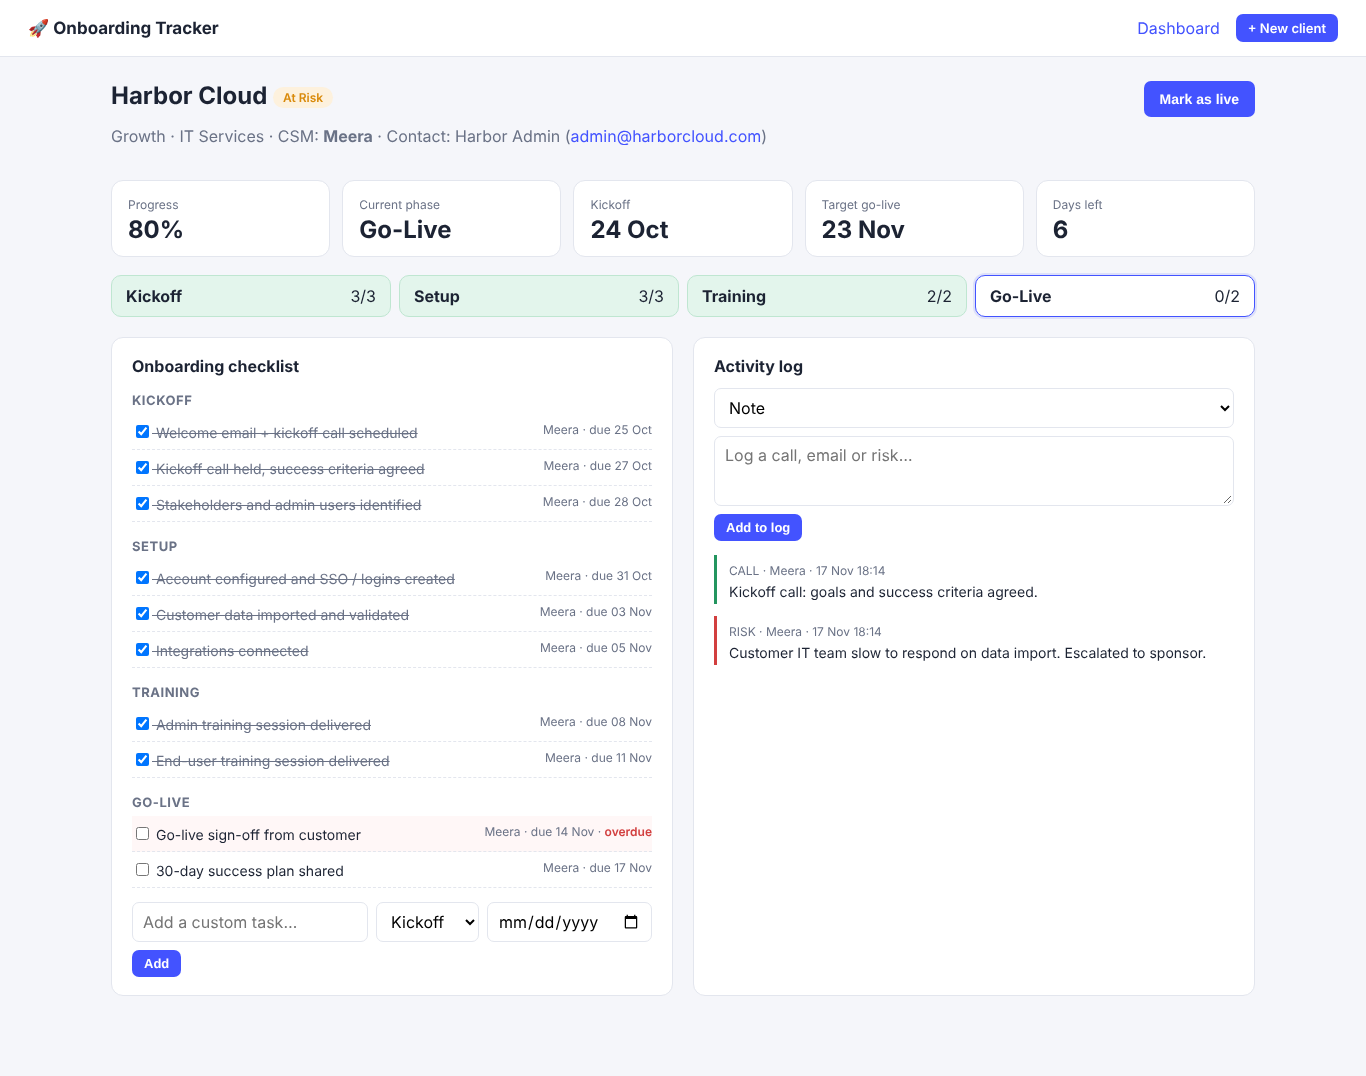 🚀 Onboarding Tracker
Dashboard
+ New client
Harbor Cloud
At Risk
Mark as live
Growth · IT Services · CSM: Meera · Contact: Harbor Admin (admin@harborcloud.com)
Progress
80%
Current phase
Go-Live
Kickoff
24 Oct
Target go-live
23 Nov
Days left
6
Kickoff 3/3
Setup 3/3
Training 2/2
Go-Live 0/2
Onboarding checklist
KICKOFF
Welcome email + kickoff call scheduled Meera · due 25 Oct
Kickoff call held, success criteria agreed Meera · due 27 Oct
Stakeholders and admin users identified Meera · due 28 Oct
SETUP
Account configured and SSO / logins created Meera · due 31 Oct
Customer data imported and validated Meera · due 03 Nov
Integrations connected Meera · due 05 Nov
TRAINING
Admin training session delivered Meera · due 08 Nov
End-user training session delivered Meera · due 11 Nov
GO-LIVE
Go-live sign-off from customer Meera · due 14 Nov · overdue
30-day success plan shared Meera · due 17 Nov
Add a custom task...
Kickoff
mm/dd/yyyy
Add
Activity log
Note
Log a call, email or risk...
Add to log
CALL · Meera · 17 Nov 18:14
Kickoff call: goals and success criteria agreed.
RISK · Meera · 17 Nov 18:14
Customer IT team slow to respond on data import. Escalated to sponsor.